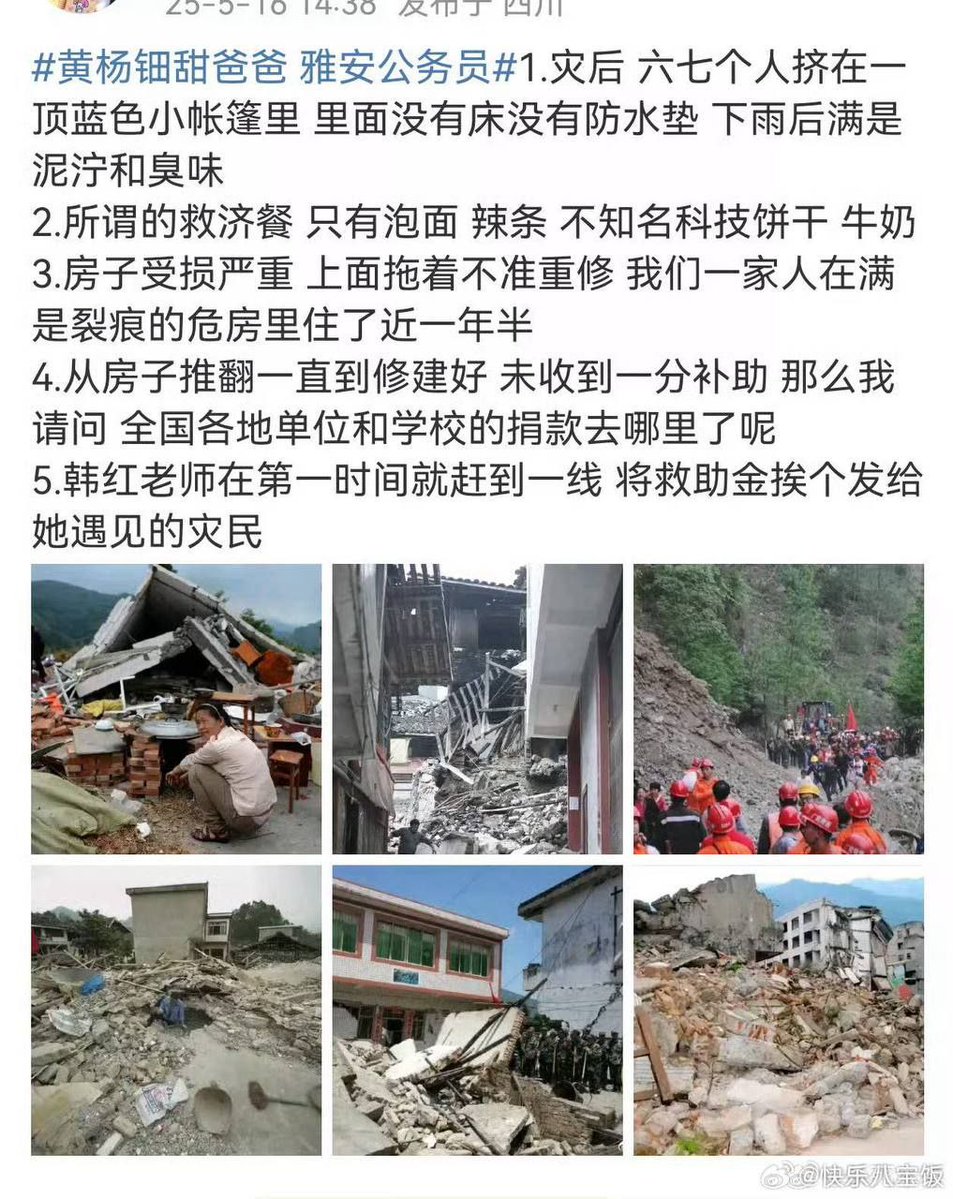 25-5-16 14:38 发布于 四川
#黄杨钿甜爸爸 雅安公务员#1.灾后 六七个人挤在一
顶蓝色小帐篷里 里面没有床没有防水垫 下雨后满是
泥泞和臭味
2.所谓的救济餐 只有泡面 辣条 不知名科技饼干 牛奶
3.房子受损严重 上面拖着不准重修 我们一家人在满
是裂痕的危房里住了近一年半
4.从房子推翻一直到修建好 未收到一分补助 那么我
请问 全国各地单位和学校的捐款去哪里了呢
5.韩红老师在第一时间就赶到一线 将救助金挨个发给
她遇见的灾民
@快乐八宝饭